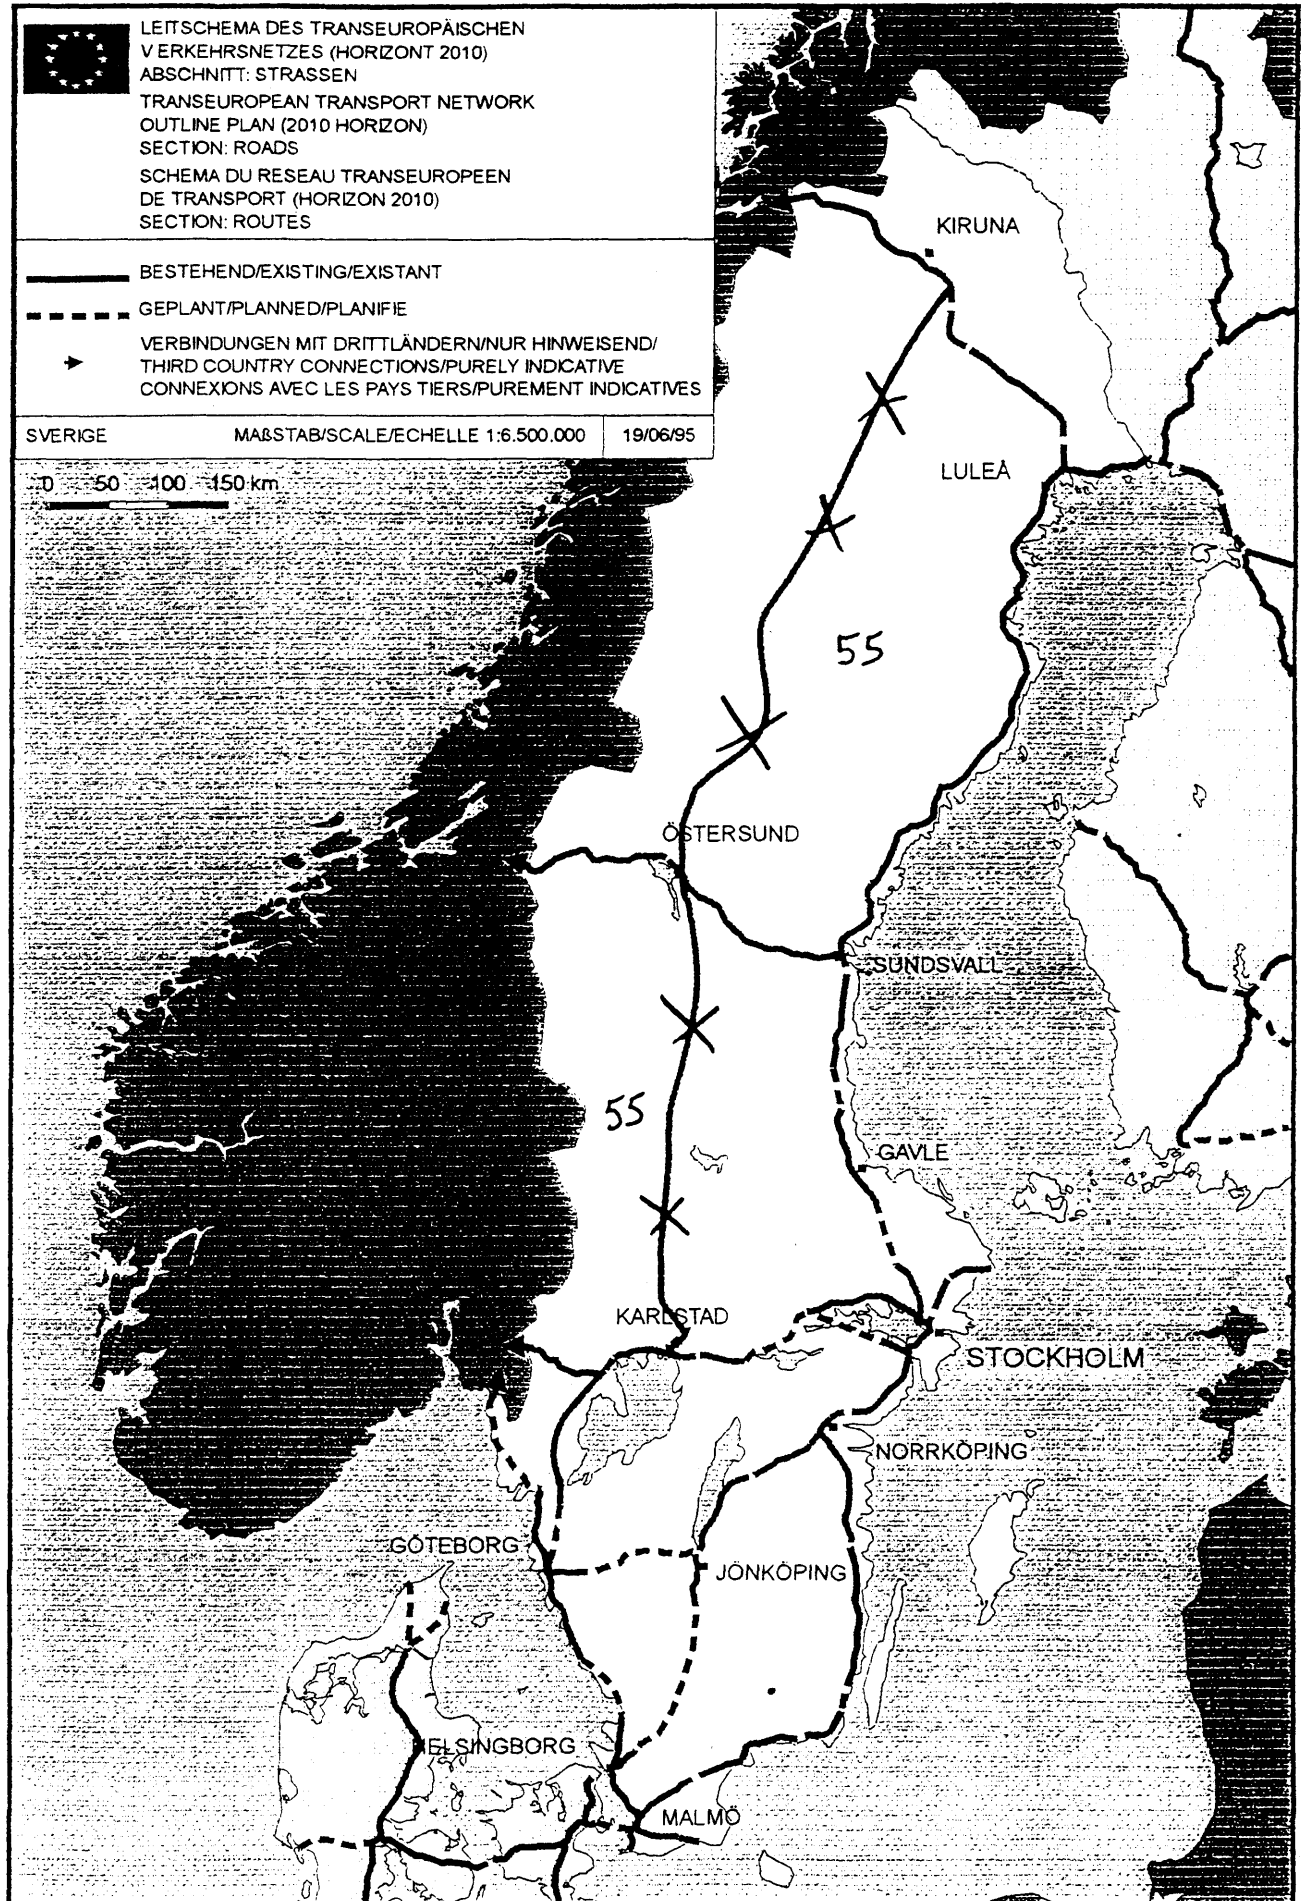 LEITSCHEMA DES TRANSEUROPÄISCHEN
VERKEHRSNETZES (HORIZONT 2010)
ABSCHNITT: STRASSEN
TRANSEUROPEAN TRANSPORT NETWORK
OUTLINE PLAN (2010 HORIZON)
SECTION: ROADS
SCHEMA DU RESEAU TRANSEUROPEEN
DE TRANSPORT (HORIZON 2010)
SECTION: ROUTES
BESTEHEND/EXISTING/EXISTANT
GEPLANT/PLANNED/PLANIFIE
VERBINDUNGEN MIT DRITTLÄNDERN/NUR HINWEISEND/
THIRD COUNTRY CONNECTIONS/PURELY INDICATIVE
CONNEXIONS AVEC LES PAYS TIERS/PUREMENT INDICATIVES
SVERIGE MAßSTAB/SCALE/ECHELLE 1:6.500.000 19/06/95
0 50 100 150 km
KIRUNA
LULEÅ
55
ÖSTERSUND
SUNDSVALL
55
GAVLE
KARLSTAD
STOCKHOLM
NORRKÖPING
GÖTEBORG
JÖNKÖPING
HELSINGBORG
MALMÖ